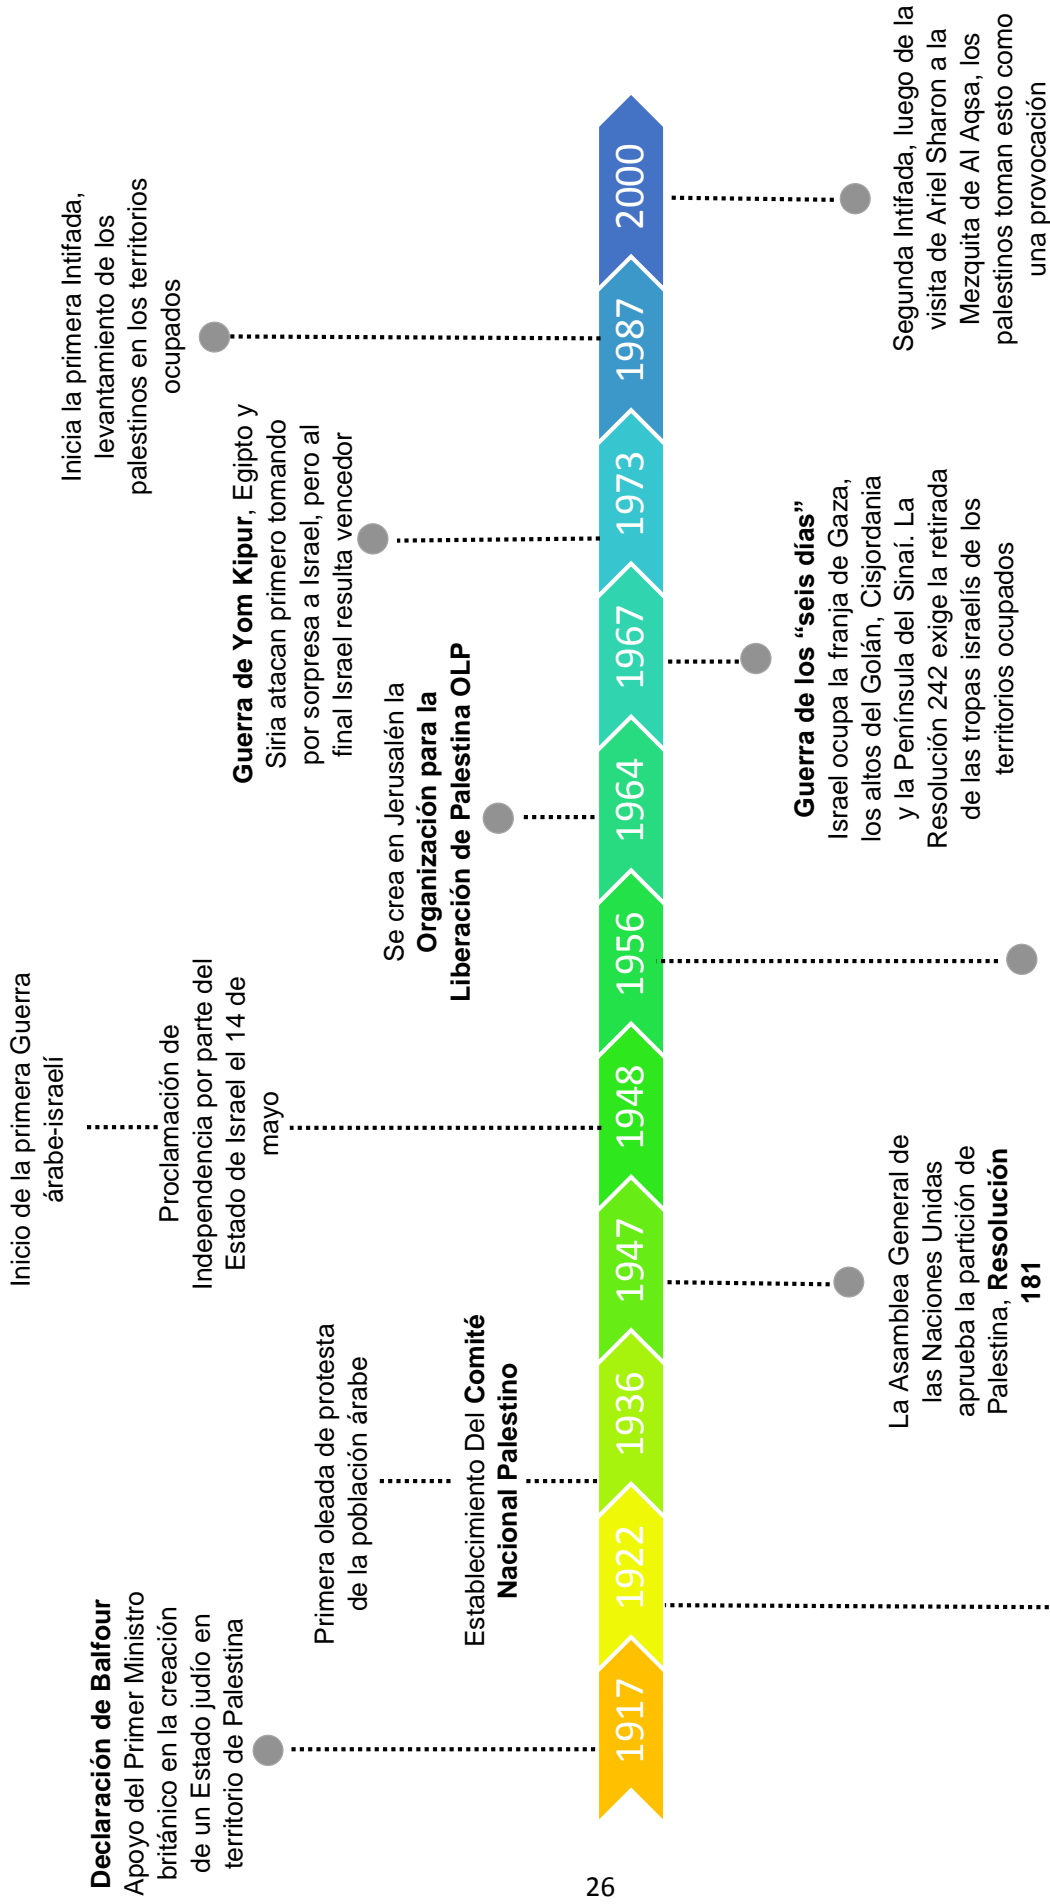 Declaración de Balfour
Apoyo del Primer Ministro
británico en la creación
de un Estado judío en
territorio de Palestina
Primera oleada de protesta
de la población árabe
Establecimiento Del Comité
Nacional Palestino
Inicio de la primera Guerra
árabe-israelí
Proclamación de
Independencia por parte del
Estado de Israel el 14 de
mayo
Se crea en Jerusalén la
Organización para la
Liberación de Palestina OLP
Guerra de Yom Kipur, Egipto y
Siria atacan primero tomando
por sorpresa a Israel, pero al
final Israel resulta vencedor
Inicia la primera Intifada,
levantamiento de los
palestinos en los territorios
ocupados
1917
1922
1936
1947
1948
1956
1964
1967
1973
1987
2000
La Asamblea General de
las Naciones Unidas
aprueba la partición de
Palestina, Resolución
181
Guerra de los “seis días”
Israel ocupa la franja de Gaza,
los altos del Golán, Cisjordania
y la Península del Sinaí. La
Resolución 242 exige la retirada
de las tropas israelís de los
territorios ocupados
Segunda Intifada, luego de la
visita de Ariel Sharon a la
Mezquita de Al Aqsa, los
palestinos toman esto como
una provocación
26